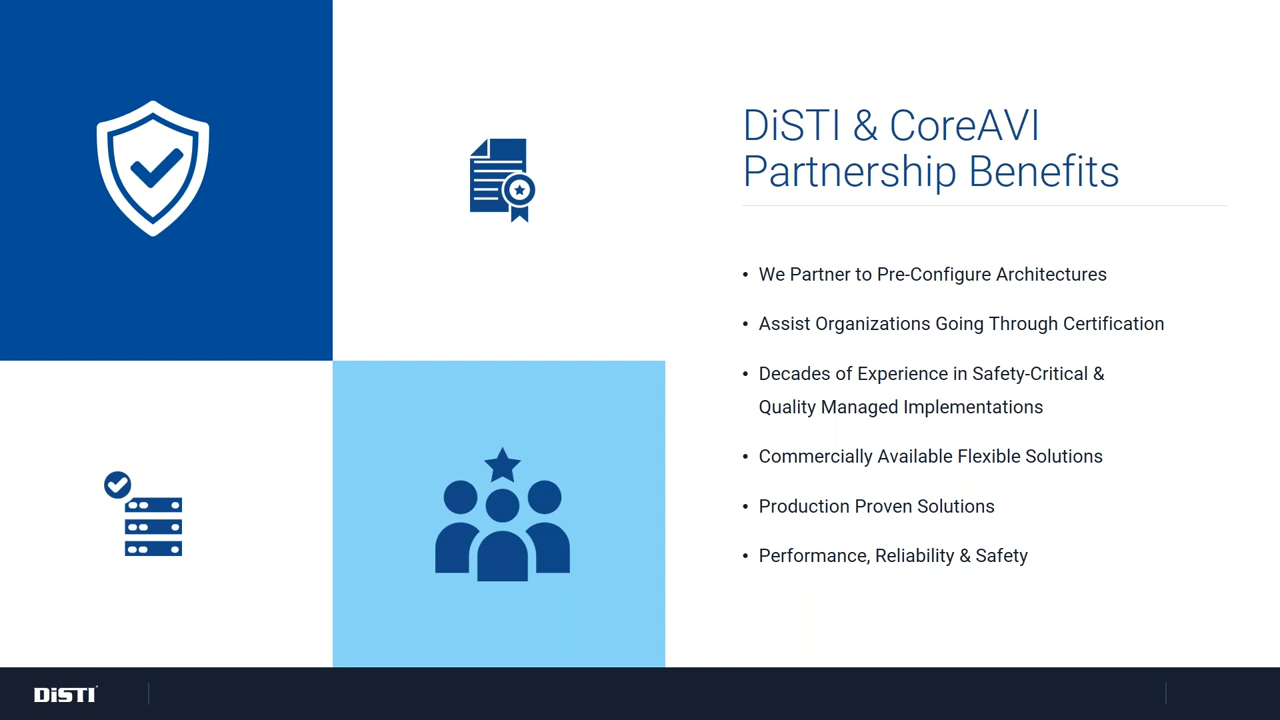 DiSTI & CoreAVI
Partnership Benefits
• We Partner to Pre-Configure Architectures
• Assist Organizations Going Through Certification
• Decades of Experience in Safety-Critical &
Quality Managed Implementations
• Commercially Available Flexible Solutions
• Production Proven Solutions
• Performance, Reliability & Safety
DiSTI